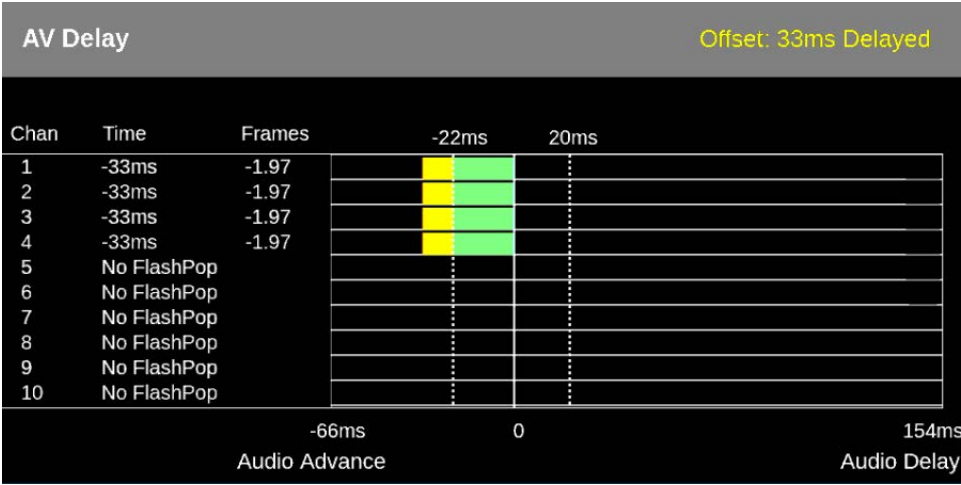 AV Delay Offset: 33ms Delayed
Chan Time Frames -22ms 20ms
1 -33ms -1.97
2 -33ms -1.97
3 -33ms -1.97
4 -33ms -1.97
5 No FlashPop
6 No FlashPop
7 No FlashPop
8 No FlashPop
9 No FlashPop
10 No FlashPop
-66ms 0 154ms
Audio Advance Audio Delay